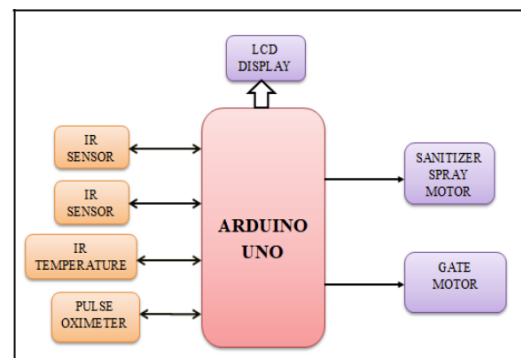 LCD
DISPLAY
IR
SENSOR
IR
SENSOR
IR
TEMPERATURE
PULSE
OXIMETER
ARDUINO
UNO
SANITIZER
SPRAY
MOTOR
GATE
MOTOR